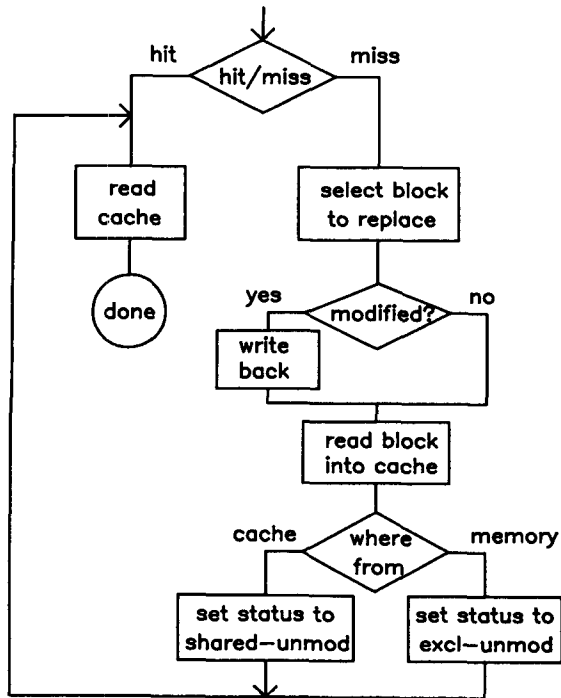 hit
miss
hit/miss
read
cache
select block
to replace
done
yes
no
modified?
write
back
read block
into cache
cache
memory
where
from
set status to
shared-unmod
set status to
excl-unmod